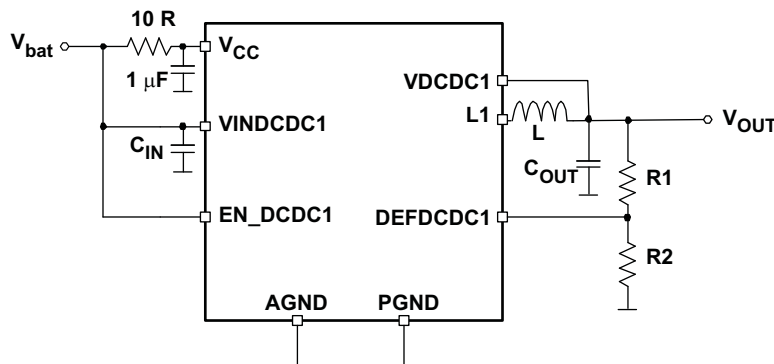 10 R
V_bat
V_CC
1 μF
VDCDC1
L1
L
V_OUT
VINDCDC1
C_IN
C_OUT
R1
EN_DCDC1
DEFDCDC1
R2
AGND
PGND